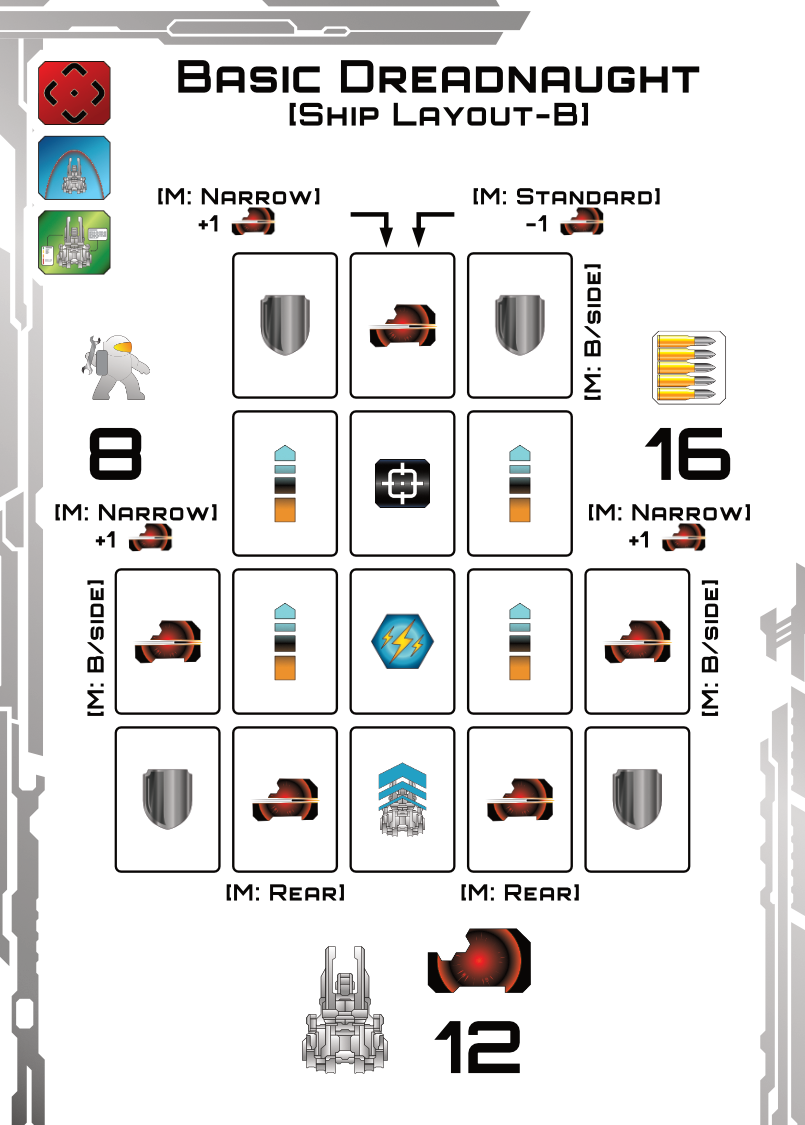 Basic Dreadnaught
[Ship Layout-B]
[M: Narrow]
+1
[M: Standard]
-1
[M: B/side]
8
16
[M: Narrow]
+1
[M: Narrow]
+1
[M: B/side]
[M: B/side]
[M: Rear]
[M: Rear]
12